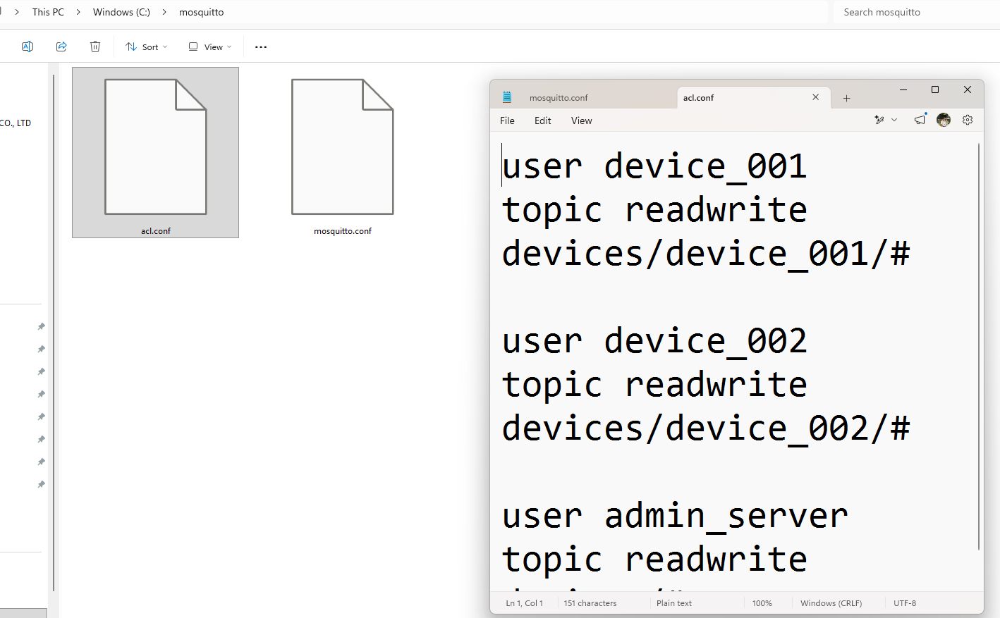 This PC > Windows (C:) > mosquitto
Search mosquitto
Sort
View
CO., LTD
acl.conf
mosquitto.conf
mosquitto.conf
acl.conf
File Edit View
user device_001
topic readwrite
devices/device_001/#
user device_002
topic readwrite
devices/device_002/#
user admin_server
topic readwrite
Ln 1, Col 1
151 characters
Plain text
100%
Windows (CRLF)
UTF-8